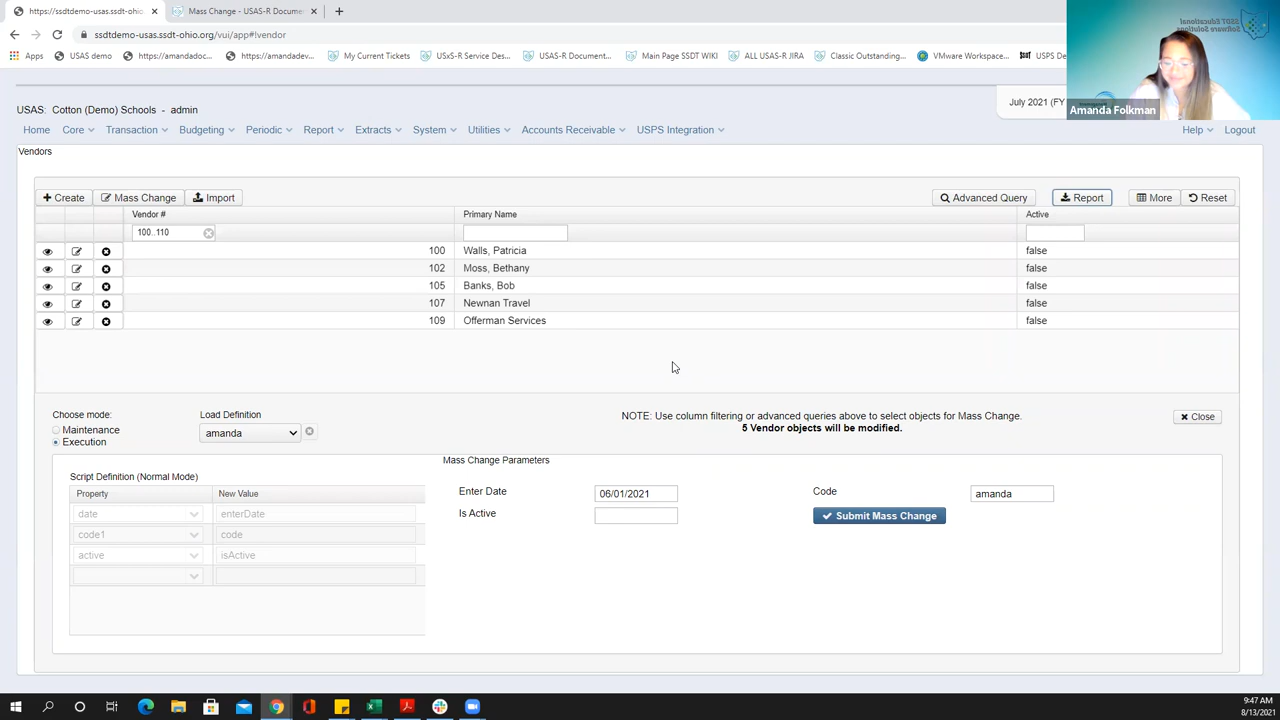 https://ssdtdemo-usas.ssdt-ohio.
Mass Change - USAS-R Docume
ssdtdemo-usas.ssdt-ohio.org/vui/app#!vendor
Apps
USAS demo
https://amandadoc...
https://amandadev...
My Current Tickets
USxS-R Service Des...
USAS-R Document...
Main Page SSDT WIKI
ALL USAS-R JIRA
Classic Outstanding...
VMware Workspace...
USPS De
SSDT Educational
Software Solutions
Amanda Folkman
USAS: Cotton (Demo) Schools - admin
July 2021 (FY
Home Core Transaction Budgeting Periodic Report Extracts System Utilities Accounts Receivable USPS Integration Help Logout
Vendors
Create Mass Change Import Advanced Query Report More Reset
Vendor # Primary Name Active
100..110
100 Walls, Patricia false
102 Moss, Bethany false
105 Banks, Bob false
107 Newnan Travel false
109 Offerman Services false
Choose mode:
Maintenance
Execution
Load Definition
amanda
NOTE: Use column filtering or advanced queries above to select objects for Mass Change.
5 Vendor objects will be modified.
Close
Script Definition (Normal Mode)
Property New Value
date enterDate
code1 code
active isActive
Mass Change Parameters
Enter Date 06/01/2021 Code amanda
Is Active Submit Mass Change
9:47 AM
8/13/2021